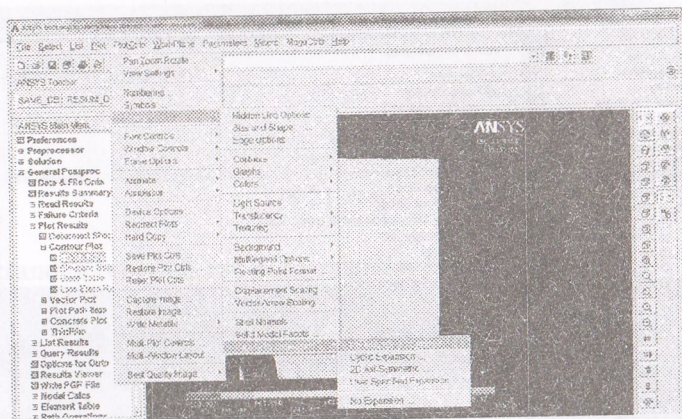 ANSYS
File Select List Plot PlotCtrls WorkPlane Parameters Macro MenuCtrls Help
ANSYS Toolbar
SAVE_DB RESUM_D
ANSYS Main Menu
Preferences
Preprocessor
Solution
General Postproc
Data & File Opts
Results Summary
Read Results
Failure Criteria
Plot Results
Deformed Shap
Contour Plot
Vector Plot
Plot Path Item
Concrete Plot
ThinFilm
List Results
Query Results
Options for Outp
Results Viewer
Write PGR File
Nodal Calcs
Element Table
Path Operations
Pan Zoom Rotate
View Settings
Numbering
Symbols
Font Controls
Window Controls
Erase Options
Animate
Annotation
Device Options
Redirect Plots
Hard Copy
Save Plot Ctrls
Restore Plot Ctrls
Reset Plot Ctrls
Capture Image
Restore Image
Write Metafile
Multi-Plot Controls
Multi-Window Layout
Best Quality Image
Hidden Line Options
Size and Shape
Edge Options
Contours
Graphs
Colors
Light Source
Translucency
Texturing
Background
MultiLegend Options
Floating Point Format
Displacement Scaling
Vector Arrow Scaling
Shell Normals
Solid Model Facets
Cyclic Expansion
2D Axi-Symmetric
User Specified Expansion
No Expansion
ANSYS